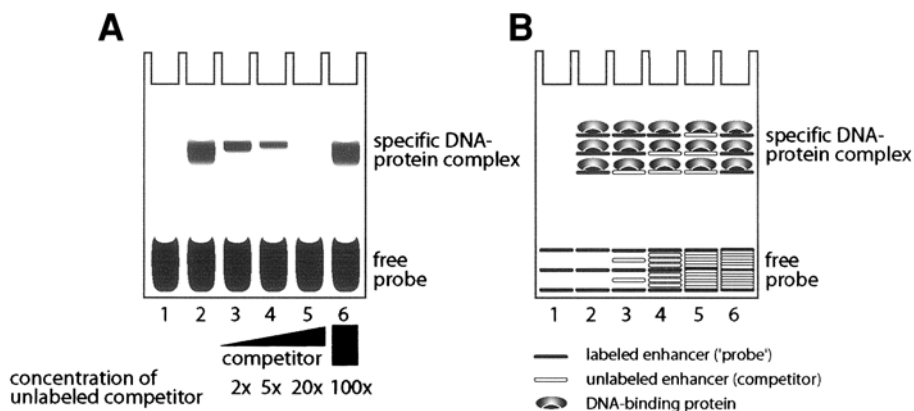 A
specific DNA-
protein complex
free
probe
1 2 3 4 5 6
competitor
concentration of
unlabeled competitor
2x 5x 20x 100x
B
specific DNA-
protein complex
free
probe
1 2 3 4 5 6
labeled enhancer ('probe')
unlabeled enhancer (competitor)
DNA-binding protein